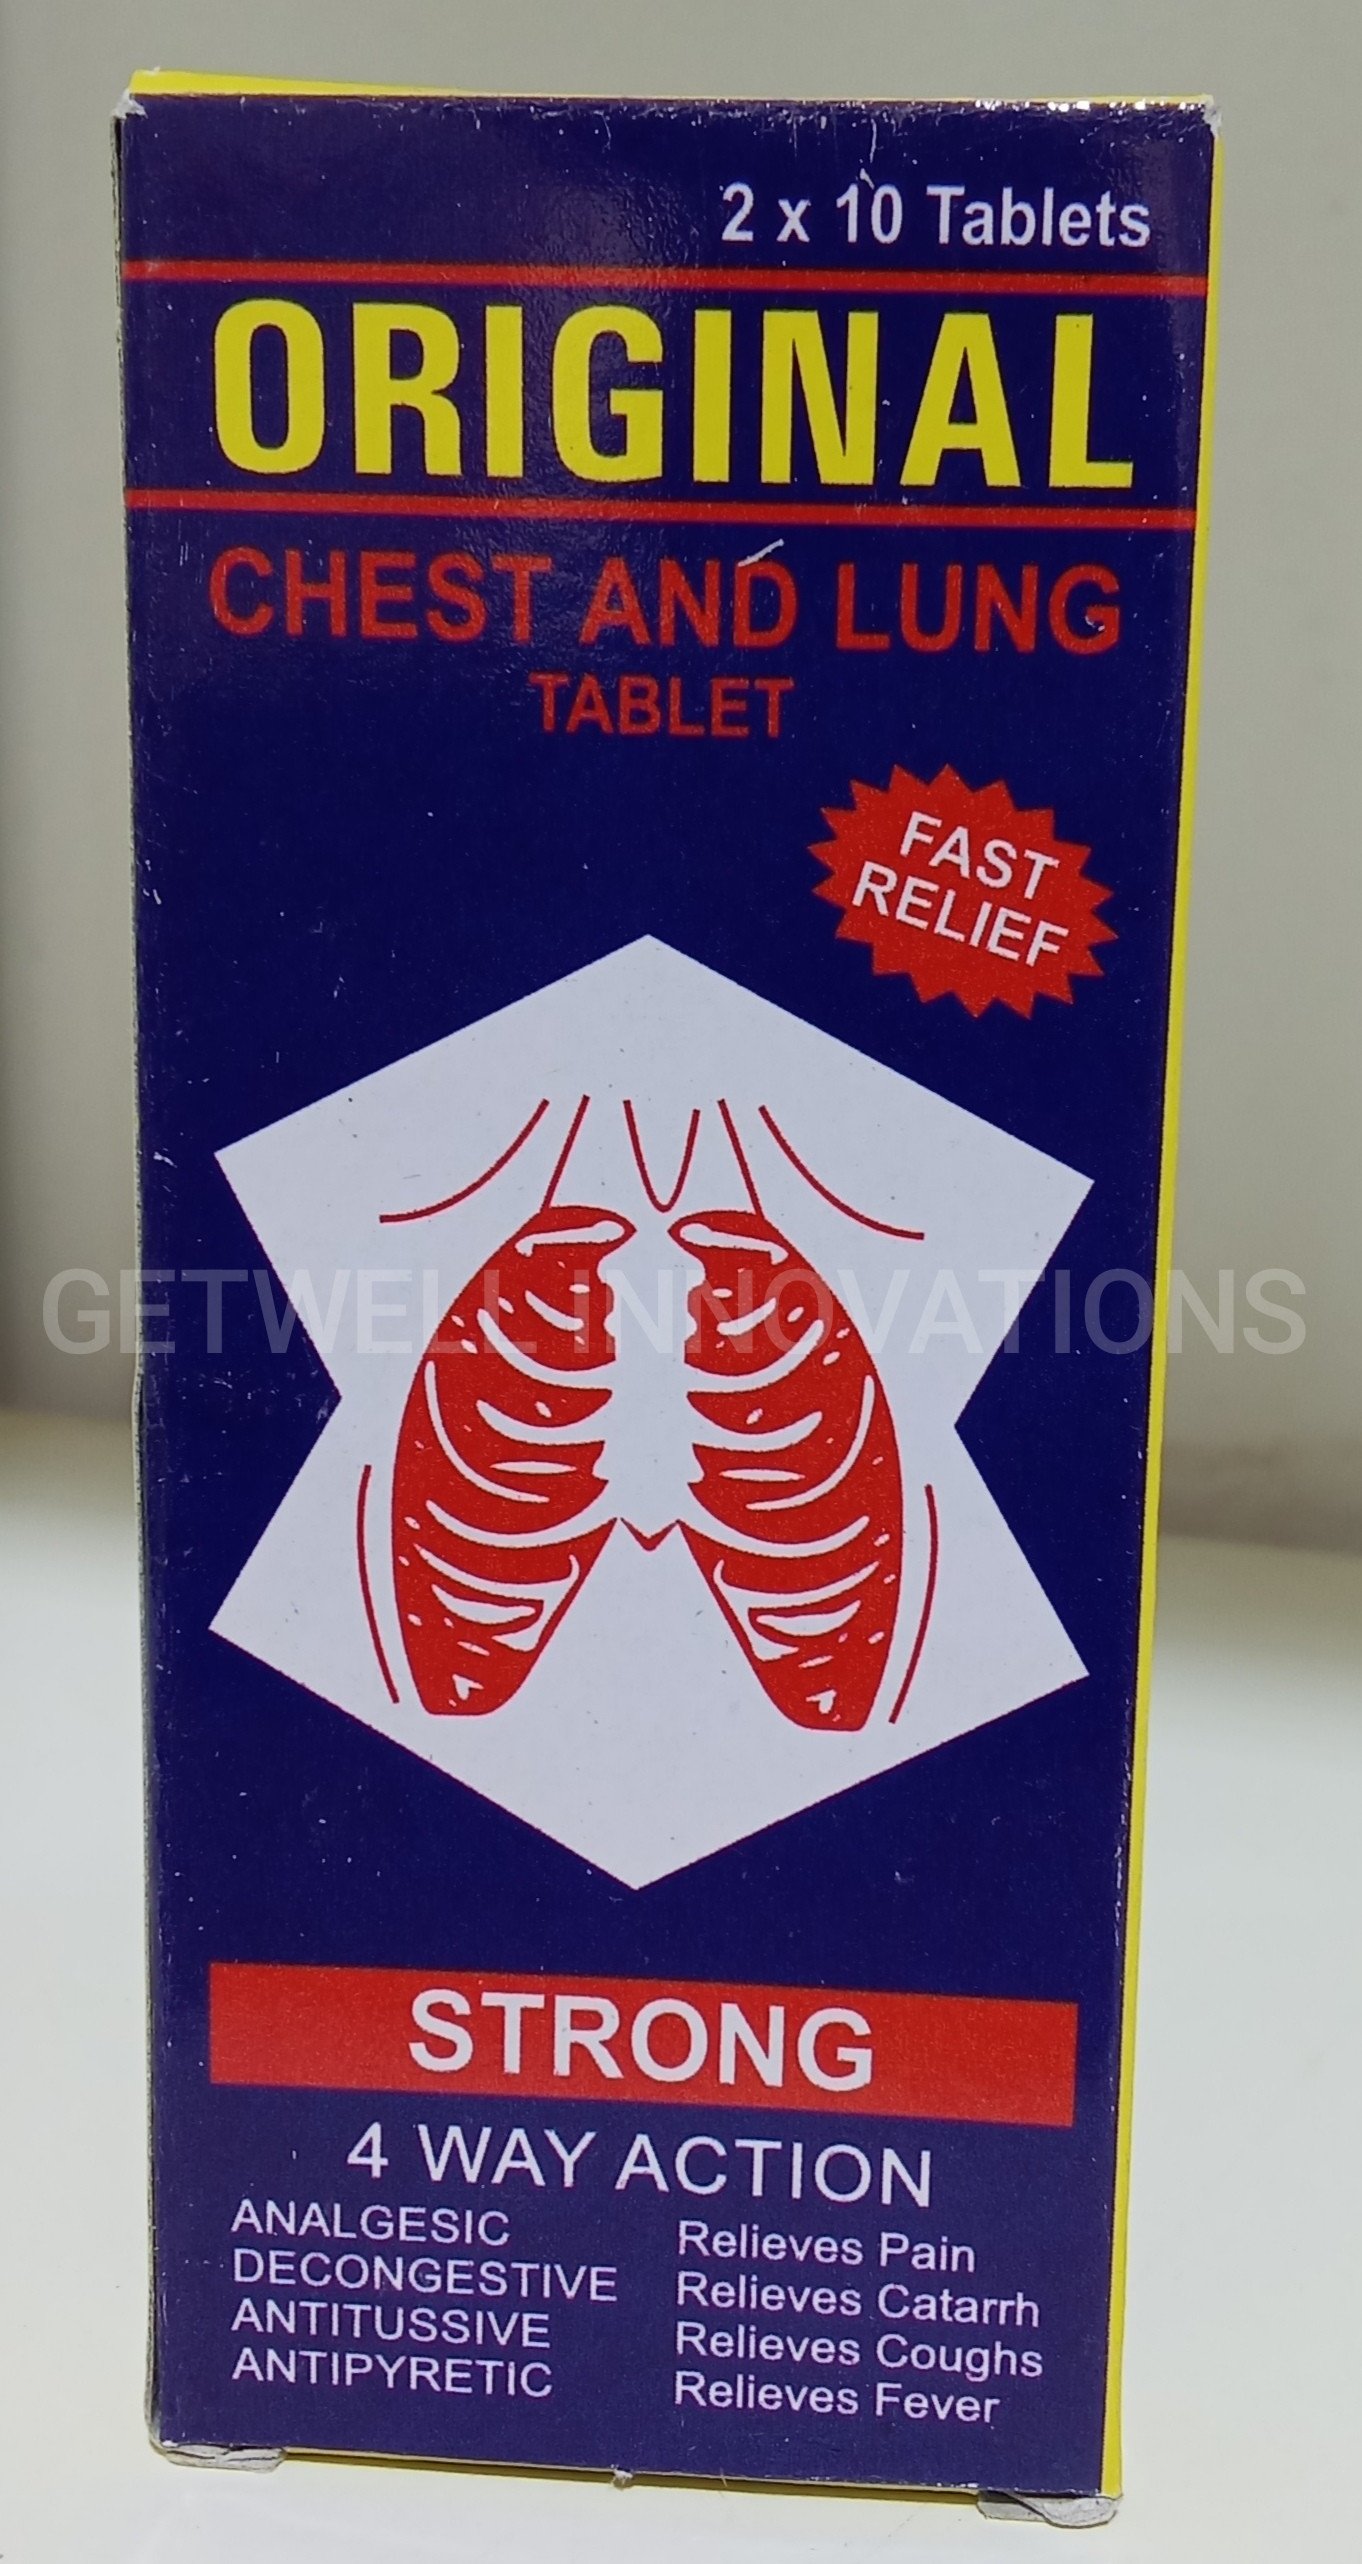 2 x 10 Tablets
ORIGINAL
CHEST AND LUNG
TABLET
FAST
RELIEF
GETWELL INNOVATIONS
STRONG
4 WAY ACTION
ANALGESIC Relieves Pain
DECONGESTIVE Relieves Catarrh
ANTITUSSIVE Relieves Coughs
ANTIPYRETIC Relieves Fever